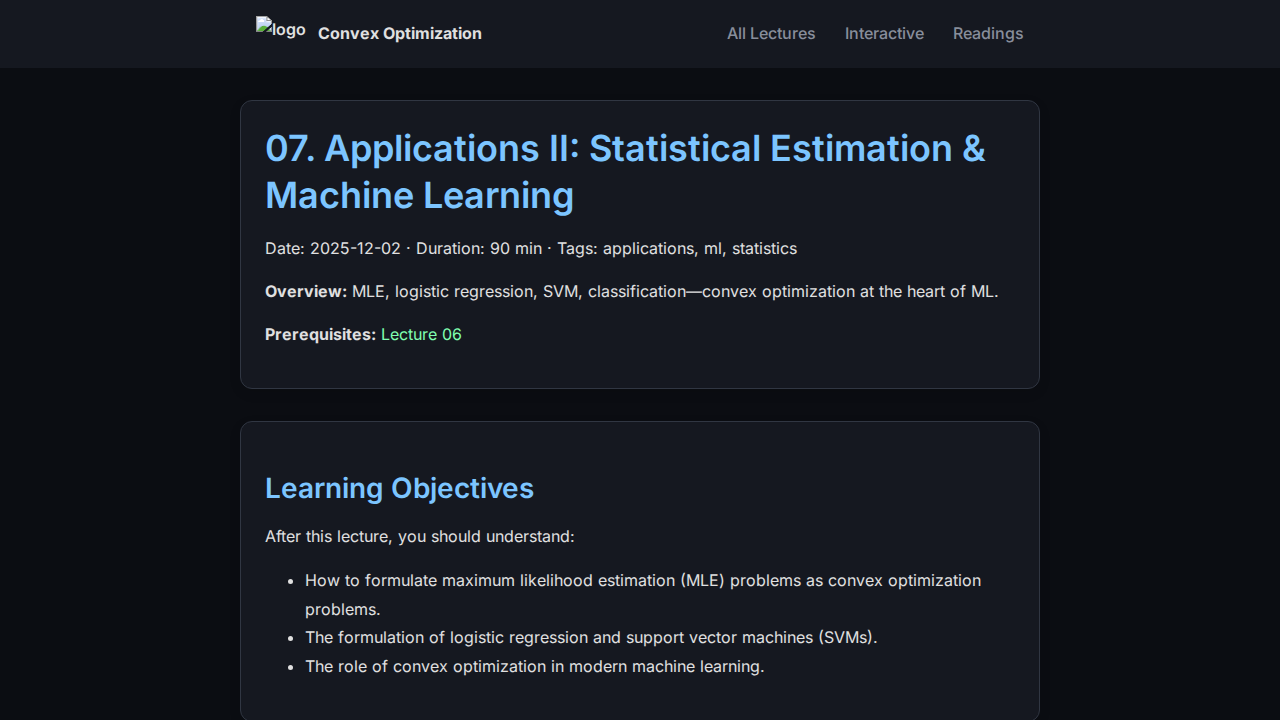 logo Convex Optimization All Lectures Interactive Readings
07. Applications II: Statistical Estimation &
Machine Learning
Date: 2025-12-02 · Duration: 90 min · Tags: applications, ml, statistics
Overview: MLE, logistic regression, SVM, classification—convex optimization at the heart of ML.
Prerequisites: Lecture 06
Learning Objectives
After this lecture, you should understand:
• How to formulate maximum likelihood estimation (MLE) problems as convex optimization
problems.
• The formulation of logistic regression and support vector machines (SVMs).
• The role of convex optimization in modern machine learning.